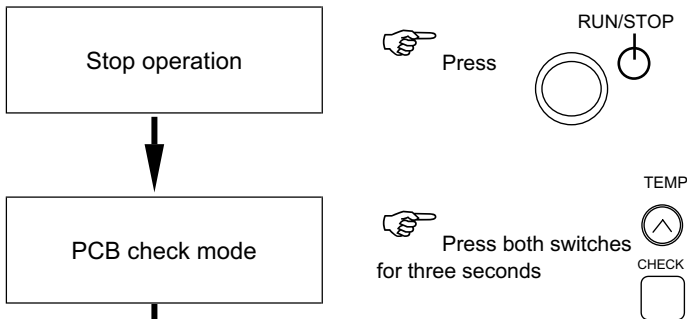 RUN/STOP
Stop operation
Press
TEMP
PCB check mode
Press both switches
for three seconds
CHECK